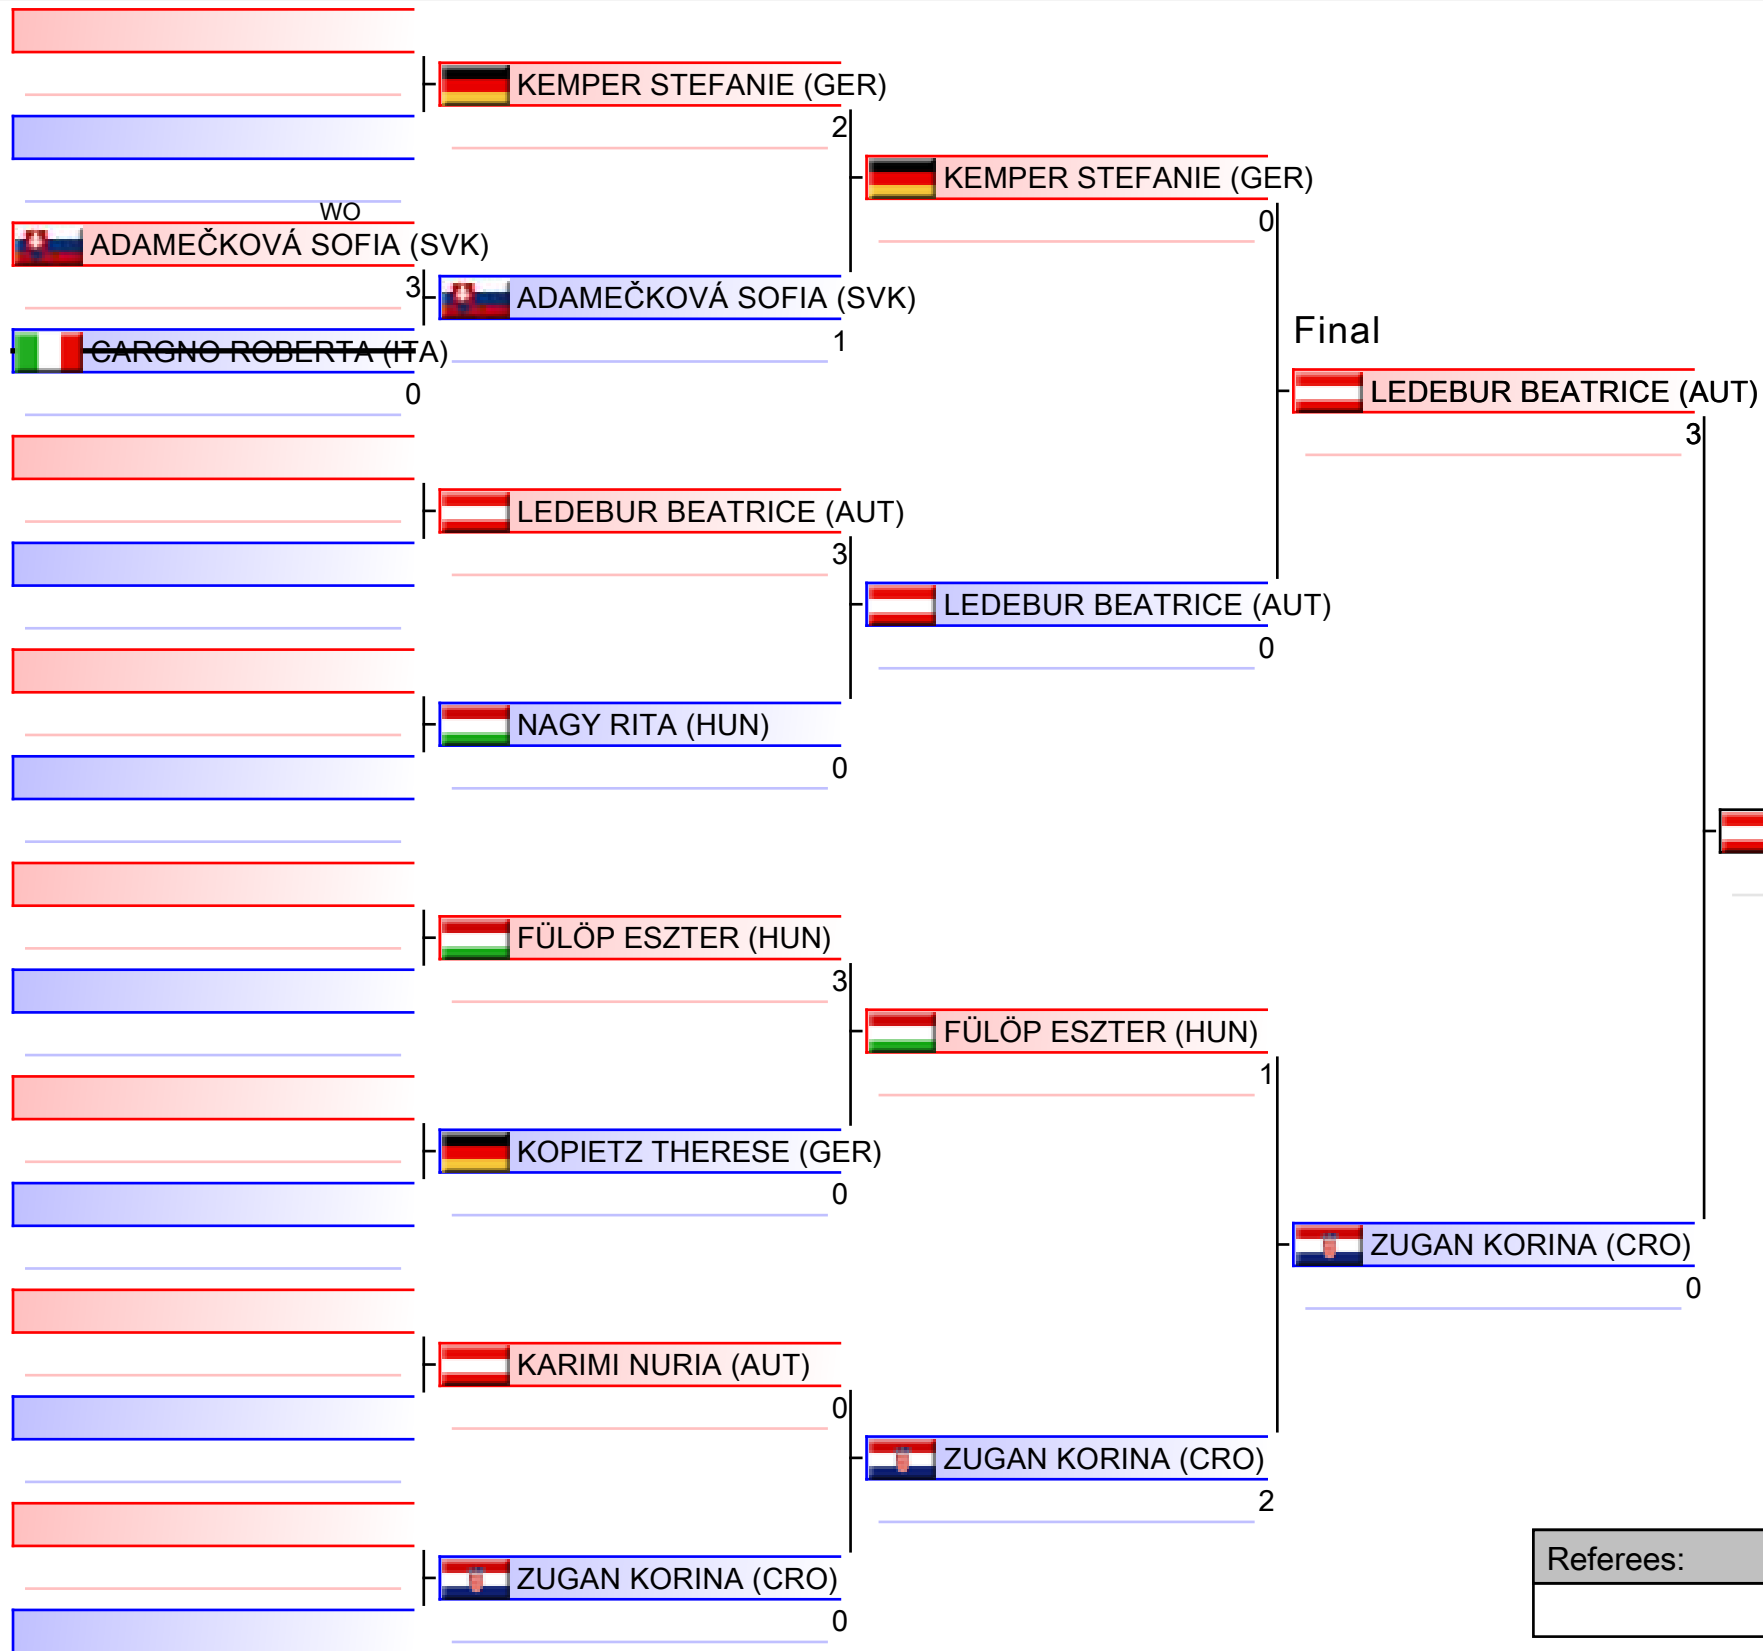 KEMPER STEFANIE (GER)
2
KEMPER STEFANIE (GER)
0
WO
ADAMEČKOVÁ SOFIA (SVK)
3
ADAMEČKOVÁ SOFIA (SVK)
1
CARGNO ROBERTA (ITA)
0
Final
LEDEBUR BEATRICE (AUT)
3
LEDEBUR BEATRICE (AUT)
3
LEDEBUR BEATRICE (AUT)
0
NAGY RITA (HUN)
0
FÜLÖP ESZTER (HUN)
3
FÜLÖP ESZTER (HUN)
1
KOPIETZ THERESE (GER)
0
ZUGAN KORINA (CRO)
0
KARIMI NURIA (AUT)
0
ZUGAN KORINA (CRO)
2
ZUGAN KORINA (CRO)
0
Referees: